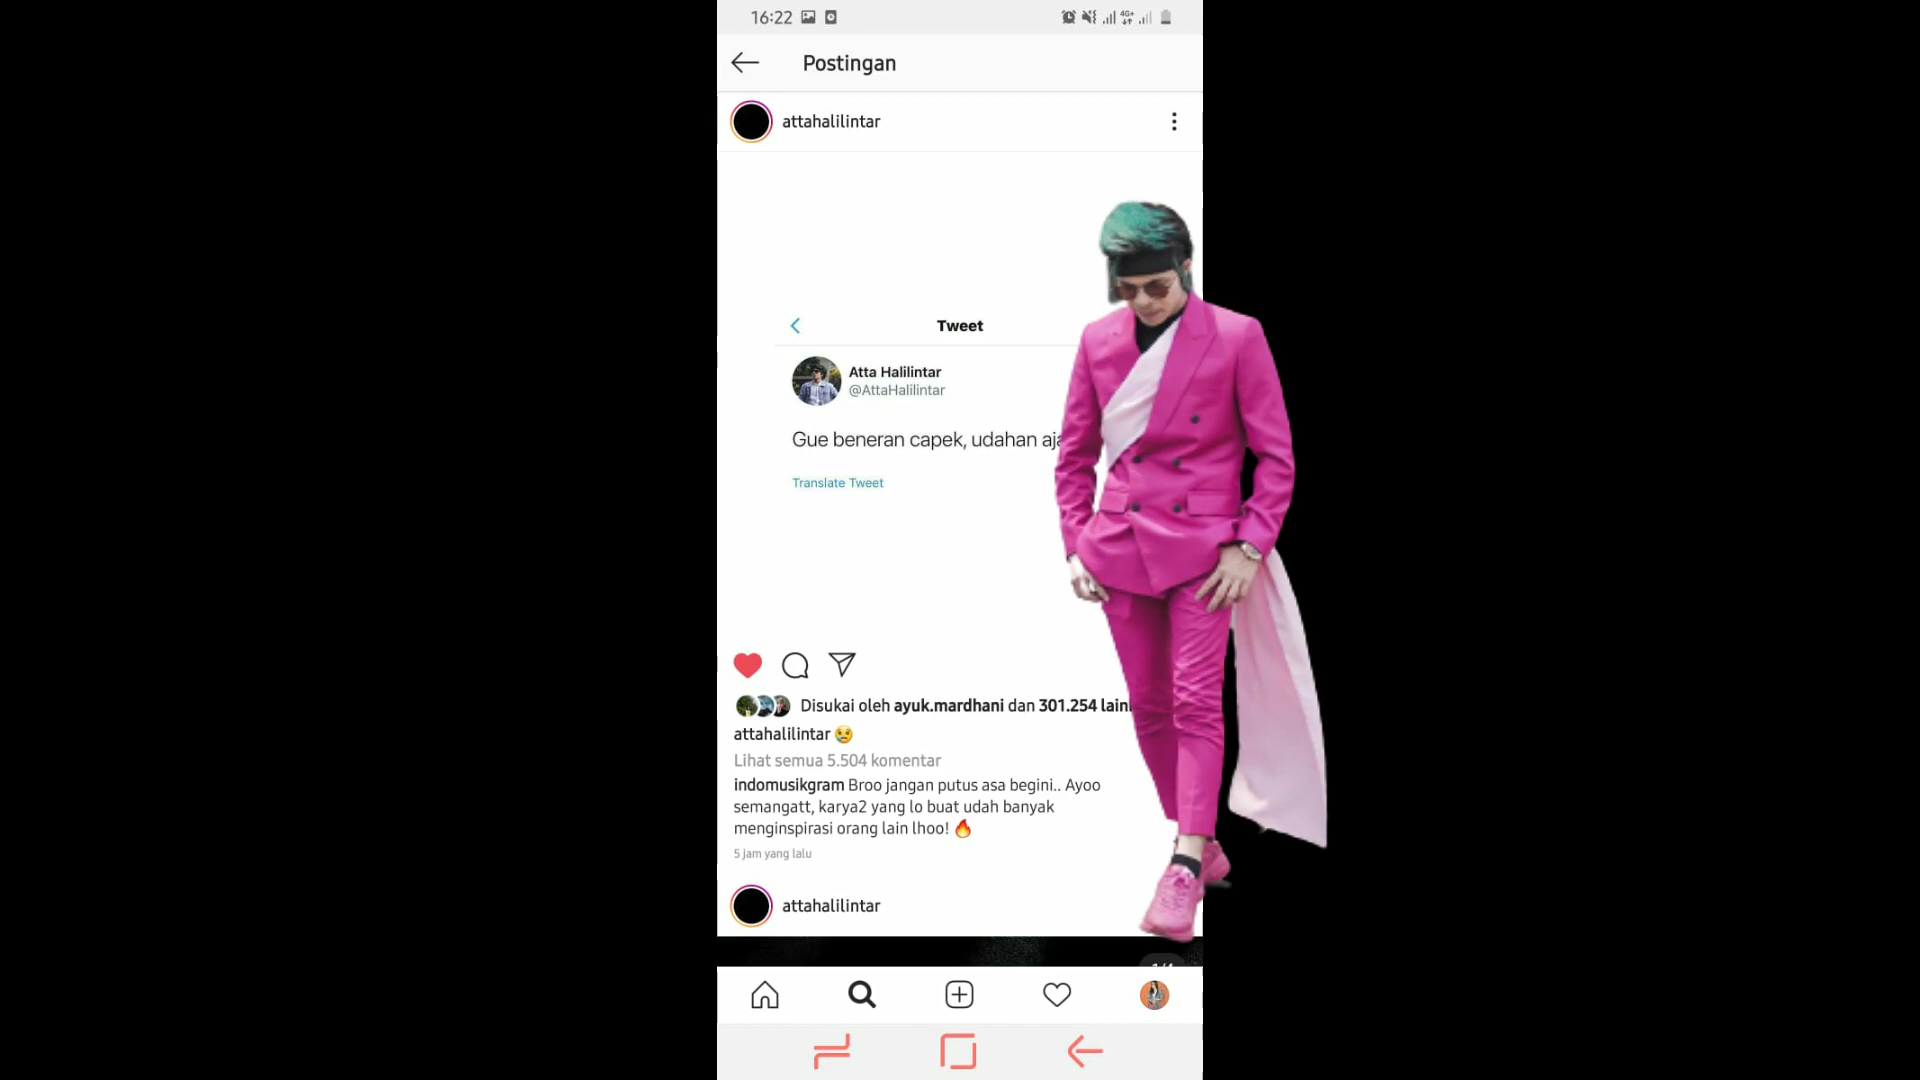 16:22
4G+
Postingan
attahalilintar
Tweet
Atta Halilintar
@AttaHalilintar
Gue beneran capek, udahan aja
Translate Tweet
Disukai oleh ayuk.mardhani dan 301.254 lain
attahalilintar 😢
Lihat semua 5.504 komentar
indomusikgram Broo jangan putus asa begini.. Ayoo
semangatt, karya2 yang lo buat udah banyak
menginspirasi orang lain lhoo! 🔥
5 jam yang lalu
attahalilintar